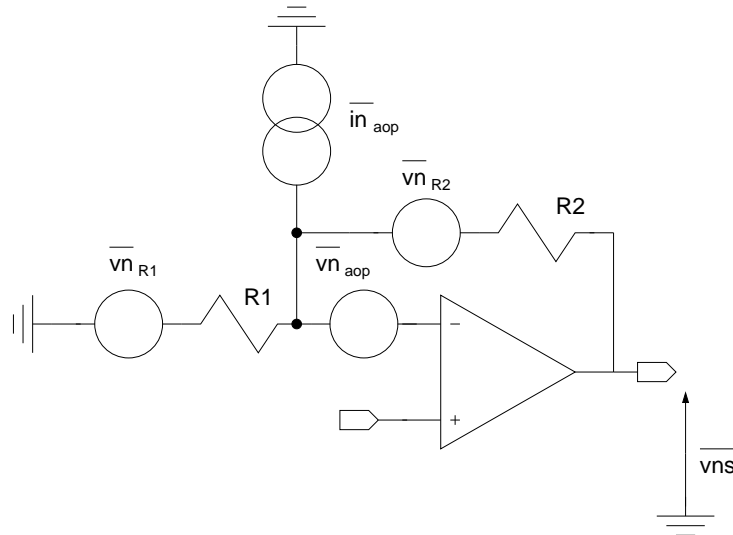 in aop
vn R2
R2
vn R1
R1
vn aop
−
+
vns